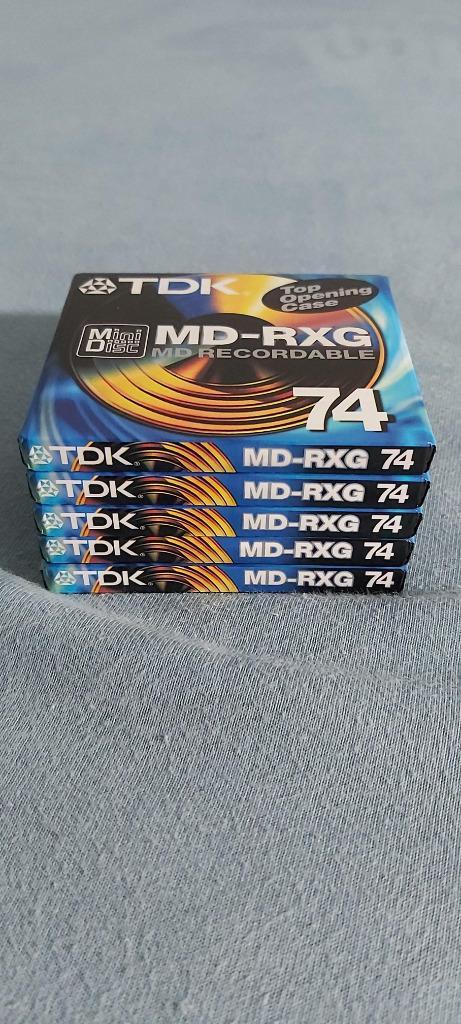 TDK
Top
Opening
Case
Mini
Disc
MD-RXG
MD RECORDABLE
74
TDK MD-RXG 74
TDK MD-RXG 74
TDK MD-RXG 74
TDK MD-RXG 74
TDK MD-RXG 74